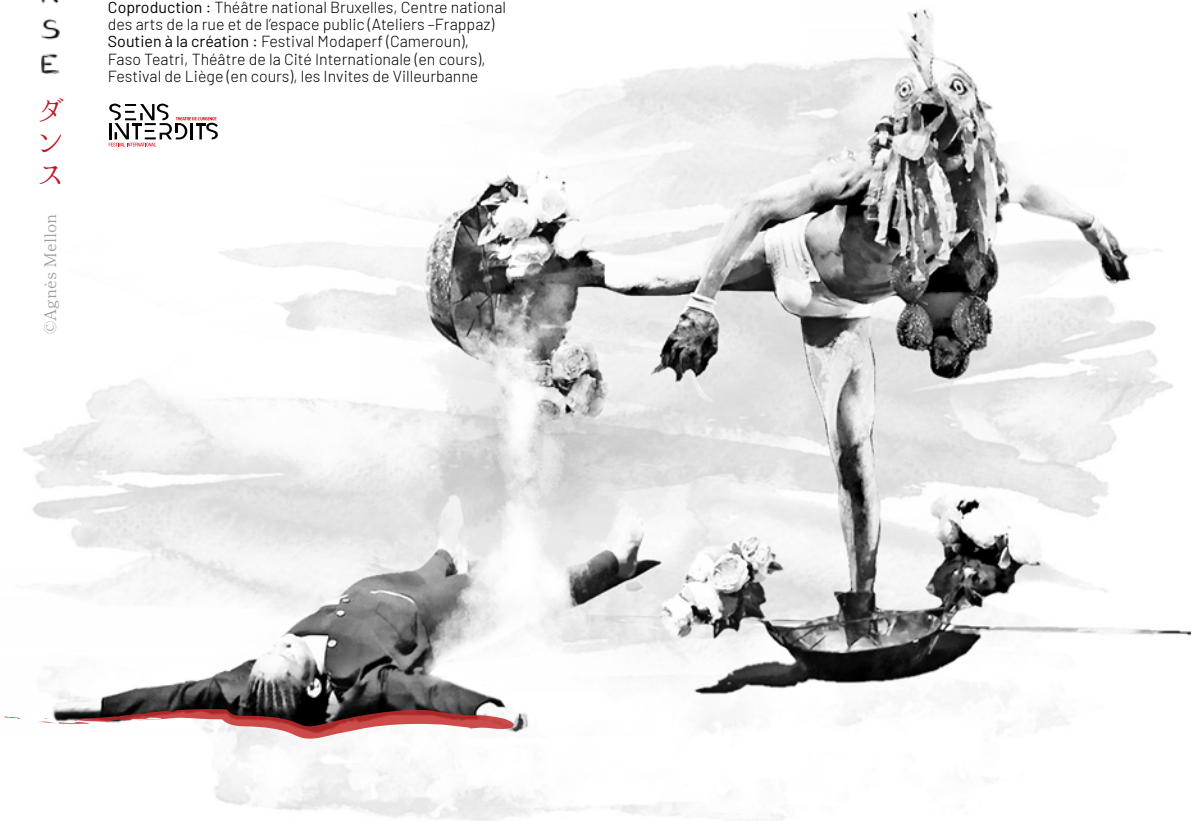 Coproduction : Théâtre national Bruxelles, Centre national
des arts de la rue et de l'espace public (Ateliers –Frappaz)
Soutien à la création : Festival Modaperf (Cameroun),
Faso Teatri, Théâtre de la Cité Internationale (en cours),
Festival de Liège (en cours), les Invites de Villeurbanne
SENS
THÉÂTRE DE L'URGENCE
INTERDITS
FESTIVAL INTERNATIONAL
S
E
ダンス
©Agnès Mellon